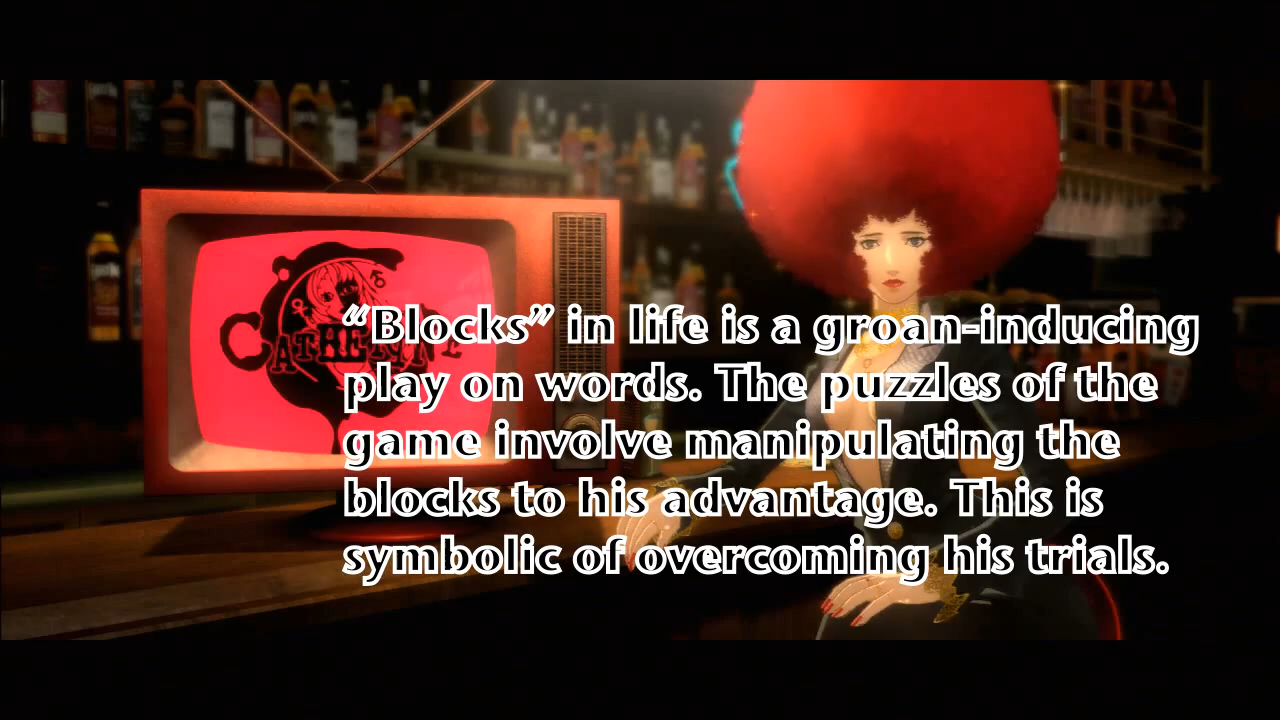 CATHERINE
“Blocks” in life is a groan-inducing
play on words. The puzzles of the
game involve manipulating the
blocks to his advantage. This is
symbolic of overcoming his trials.